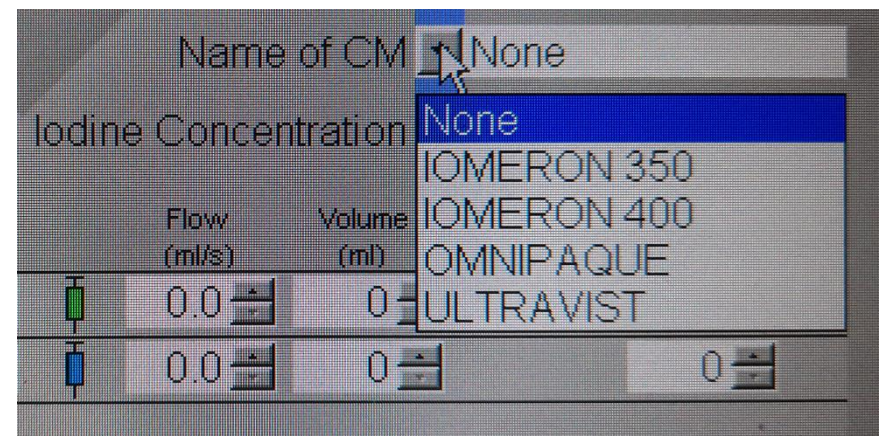 Name of CM None
Iodine Concentration
None
IOMERON 350
IOMERON 400
OMNIPAQUE
ULTRAVIST
Flow Volume
(ml/s) (ml)
0.0 0
0.0 0 0